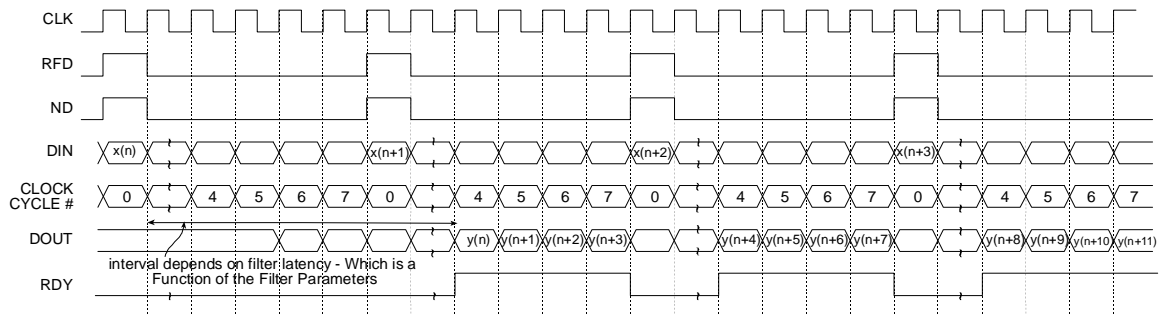 CLK
RFD
ND
DIN x(n) x(n+1) x(n+2) x(n+3)
CLOCK
CYCLE # 0 4 5 6 7 0 4 5 6 7 0 4 5 6 7 0 4 5 6 7
DOUT y(n) y(n+1) y(n+2) y(n+3) y(n+4) y(n+5) y(n+6) y(n+7) y(n+8) y(n+9) y(n+10) y(n+11)
interval depends on filter latency - Which is a
Function of the Filter Parameters
RDY